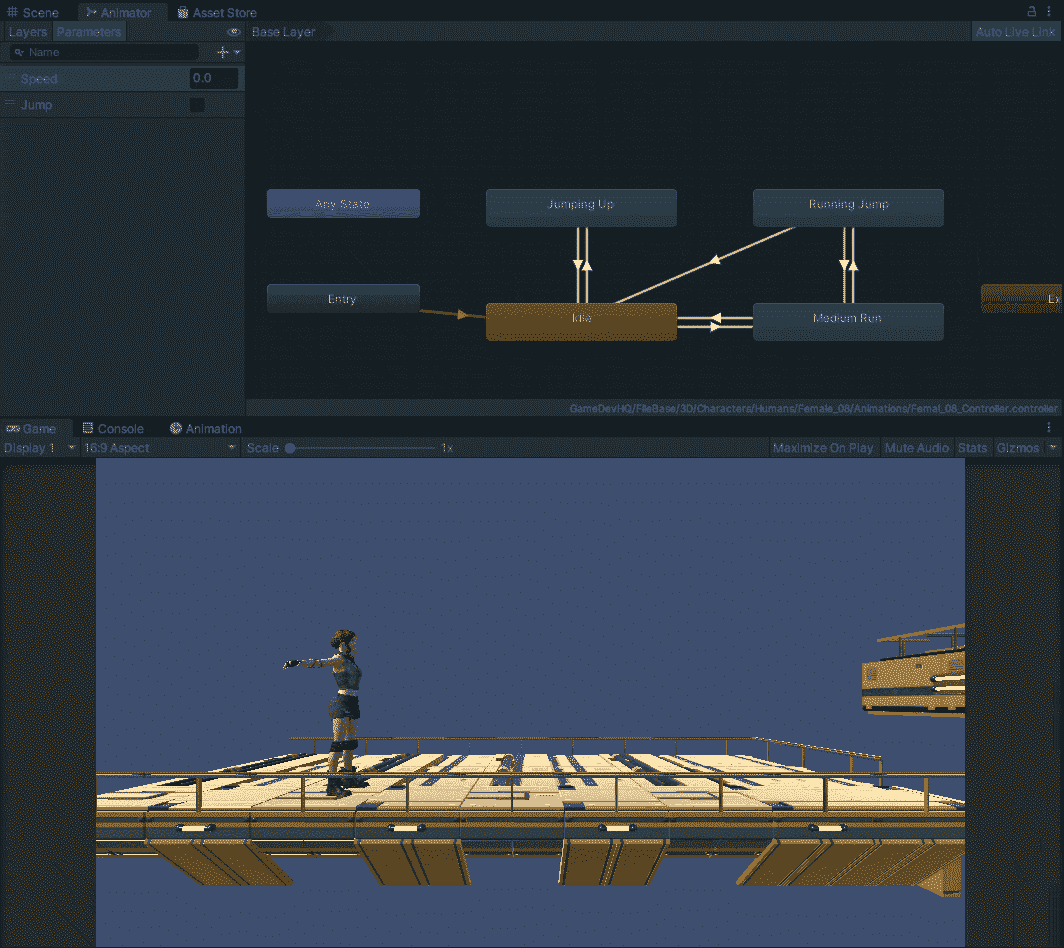 Scene Animator Asset Store
Layers Parameters Base Layer Auto Live Link
Name
Speed 0.0
Jump
Any State Jumping Up Running Jump
Entry Ex
Idle Medium Run
GameDevHQ/FileBase/3D/Characters/Humans/Female_08/Animations/Femal_08_Controller.controller
Game Console Animation
Display 1 16:9 Aspect Scale 1x Maximize On Play Mute Audio Stats Gizmos